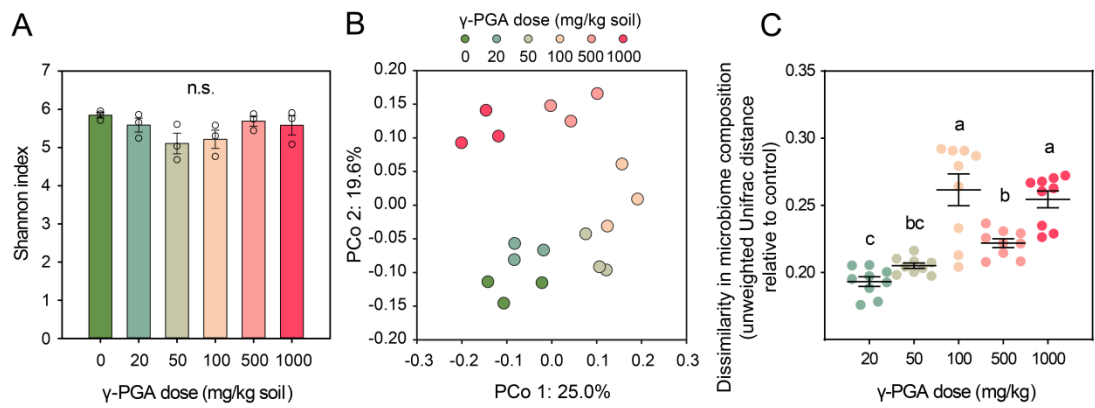 A
Shannon index
7
6
5
4
3
2
1
0
n.s.
0 20 50 100 500 1000
γ-PGA dose (mg/kg soil)
B
γ-PGA dose (mg/kg soil)
0 20 50 100 500 1000
PCo 2: 19.6%
0.20
0.15
0.10
0.05
0.00
-0.05
-0.10
-0.15
-0.20
-0.3 -0.2 -0.1 0.0 0.1 0.2 0.3
PCo 1: 25.0%
C
Dissimilarity in microbiome composition
(unweighted Unifrac distance
relative to control)
0.35
0.30
0.25
0.20
c
bc
a
b
a
20 50 100 500 1000
γ-PGA dose (mg/kg)